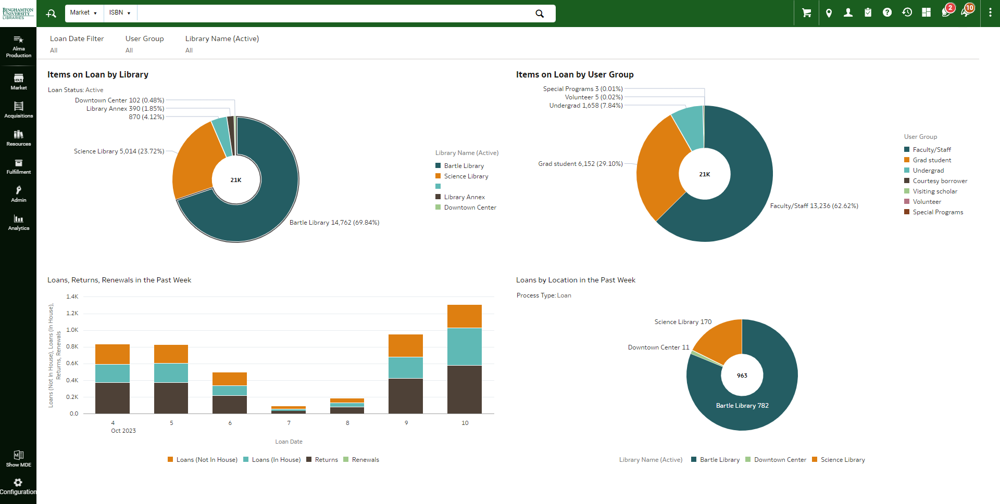 BINGHAMTON
UNIVERSITY
LIBRARIES
Market
ISBN
2
10
Alma
Production
Market
Acquisitions
Resources
Fulfillment
Admin
Analytics
Show MDE
Configuration
Loan Date Filter
All
User Group
All
Library Name (Active)
All
Items on Loan by Library
Loan Status: Active
Downtown Center 102 (0.48%)
Library Annex 390 (1.85%)
870 (4.12%)
Science Library 5,014 (23.72%)
21K
Bartle Library 14,762 (69.84%)
Library Name (Active)
Bartle Library
Science Library
Library Annex
Downtown Center
Items on Loan by User Group
Special Programs 3 (0.01%)
Volunteer 5 (0.02%)
Undergrad 1,658 (7.84%)
Grad student 6,152 (29.10%)
21K
Faculty/Staff 13,236 (62.62%)
User Group
Faculty/Staff
Grad student
Undergrad
Courtesy borrower
Visiting scholar
Volunteer
Special Programs
Loans, Returns, Renewals in the Past Week
Loans (Not In House), Loans (In House),
Returns, Renewals
1.4K
1.2K
1.0K
0.8K
0.6K
0.4K
0.2K
0.0
4 5 6 7 8 9 10
Oct 2023
Loan Date
Loans (Not In House) Loans (In House) Returns Renewals
Loans by Location in the Past Week
Process Type: Loan
Science Library 170
Downtown Center 11
963
Bartle Library 782
Library Name (Active) Bartle Library Downtown Center Science Library